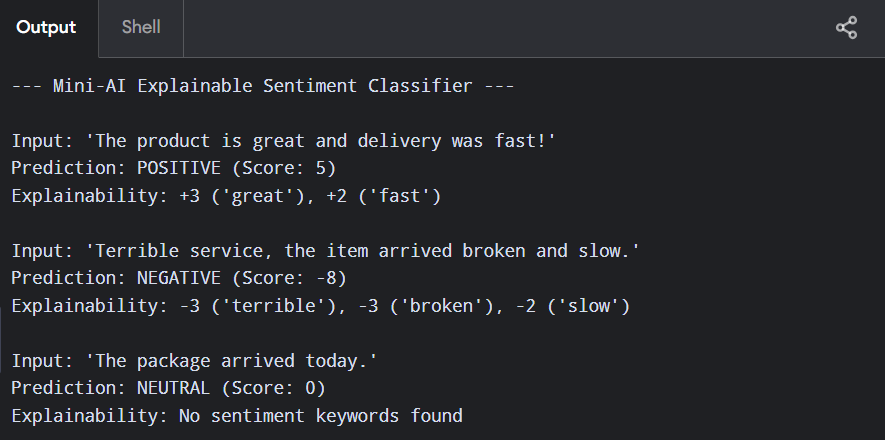 Output Shell
--- Mini-AI Explainable Sentiment Classifier ---
Input: 'The product is great and delivery was fast!'
Prediction: POSITIVE (Score: 5)
Explainability: +3 ('great'), +2 ('fast')
Input: 'Terrible service, the item arrived broken and slow.'
Prediction: NEGATIVE (Score: -8)
Explainability: -3 ('terrible'), -3 ('broken'), -2 ('slow')
Input: 'The package arrived today.'
Prediction: NEUTRAL (Score: 0)
Explainability: No sentiment keywords found